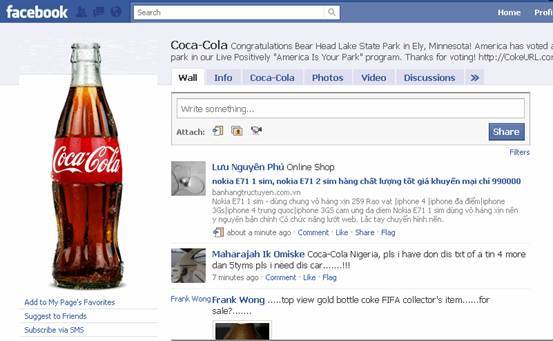 facebook
Search
Home Profi
Coca-Cola Congratulations Bear Head Lake State Park in Ely, Minnesota! America has voted a
park in our Live Positively "America Is Your Park" program. Thanks for voting! http://CokeURL.com
Wall Info Coca-Cola Photos Video Discussions »
Write something...
Attach: Share
Filters
Coca-Cola
Lưu Nguyên Phú Online Shop
nokia E71 1 sim, nokia E71 2 sim hàng chất lượng tốt giá khuyến mại chỉ 990000
banhangtructuyen.com.vn
Nokia E71 1 sim - dùng chung vỏ hàng xịn 259 Rao vat |iphone 4 |iphone đa điểm|iphone
3Gs|iphone 4 trung quoc|iphone 3GS cam ung da diem Nokia E71 1 sim dùng vỏ hàng xịn nên
y nguyên bản chính Có chức năng lướt web. Lắc tay chuyển hình nền.
about a minute ago · Comment · Like · Share · Flag
Maharajah Ik Omiske Coca-Cola Nigeria, pls i have don dis txt of a tin 4 more
dan 5tyms pls i need dis car.......!!!
7 minutes ago · Comment · Like · Flag
Add to My Page's Favorites
Suggest to Friends
Subscribe via SMS
Frank Wong
Frank Wong .....top view gold bottle coke FIFA collector's item......for
sale?.......